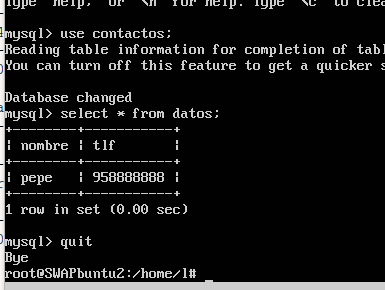 Type 'help;' or '\h' for help. Type '\c' to clea
mysql> use contactos;
Reading table information for completion of tabl
You can turn off this feature to get a quicker s
Database changed
mysql> select * from datos;
+--------+-----------+
| nombre | tlf       |
+--------+-----------+
| pepe   | 958888888 |
+--------+-----------+
1 row in set (0.00 sec)
mysql> quit
Bye
root@SWAPbuntu2:/home/l# _